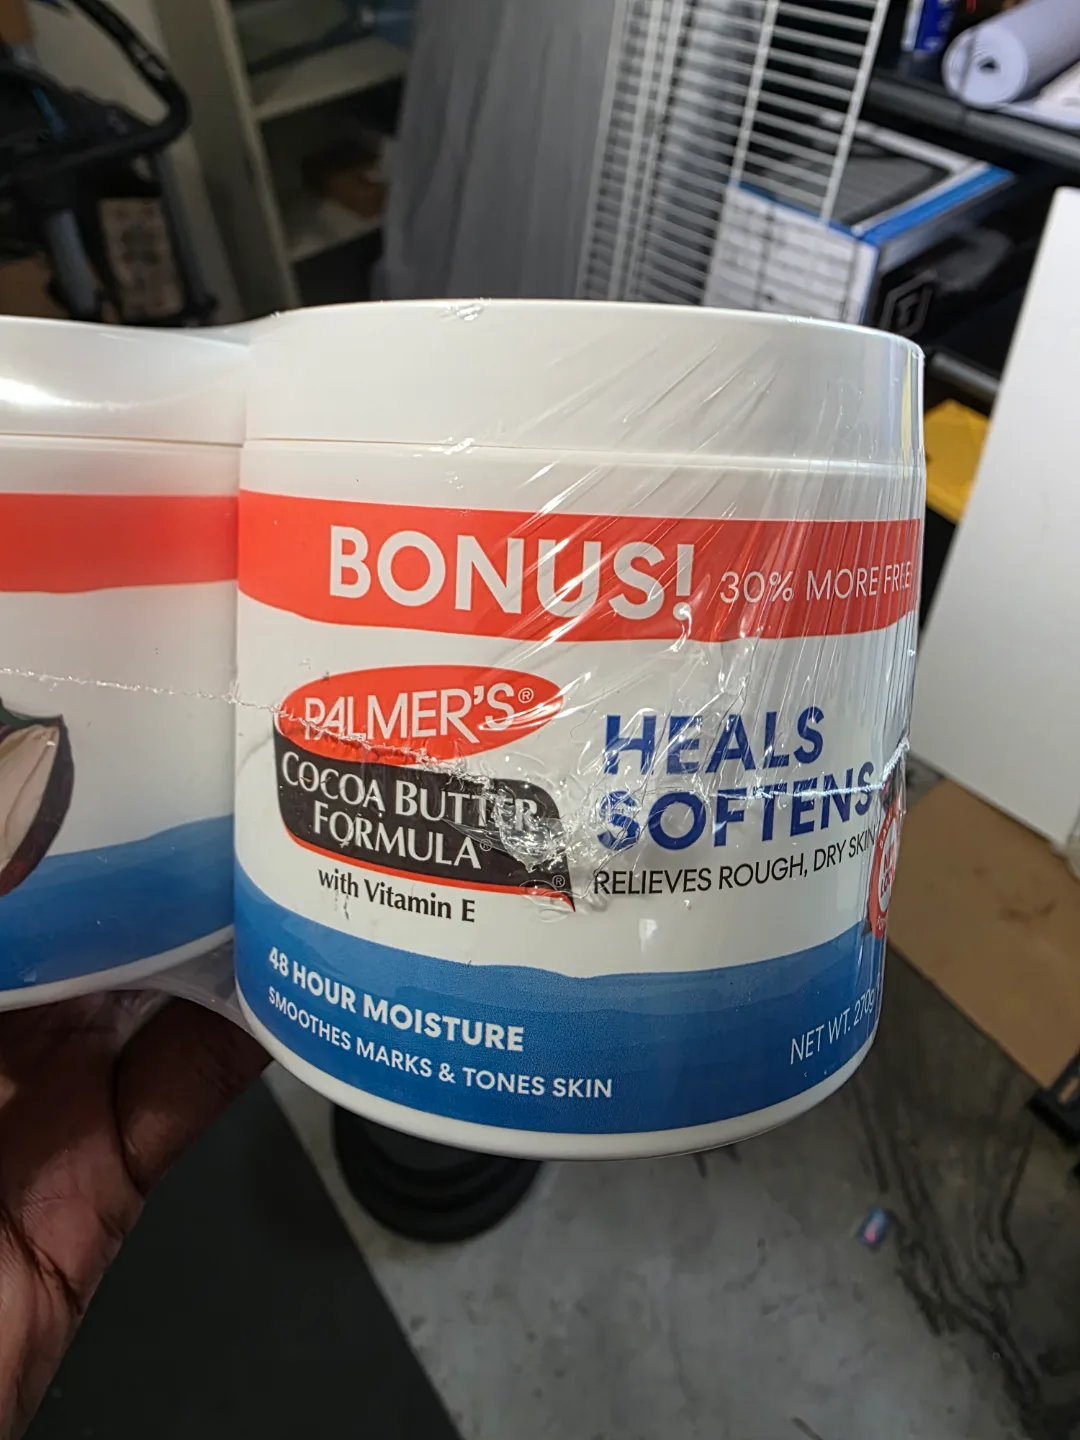 BONUS! 30% MORE FREE
PALMER'S®
COCOA BUTTER
FORMULA®
with Vitamin E
HEALS
SOFTENS
RELIEVES ROUGH, DRY SKIN
48 HOUR MOISTURE
SMOOTHES MARKS & TONES SKIN
NET WT. 270g